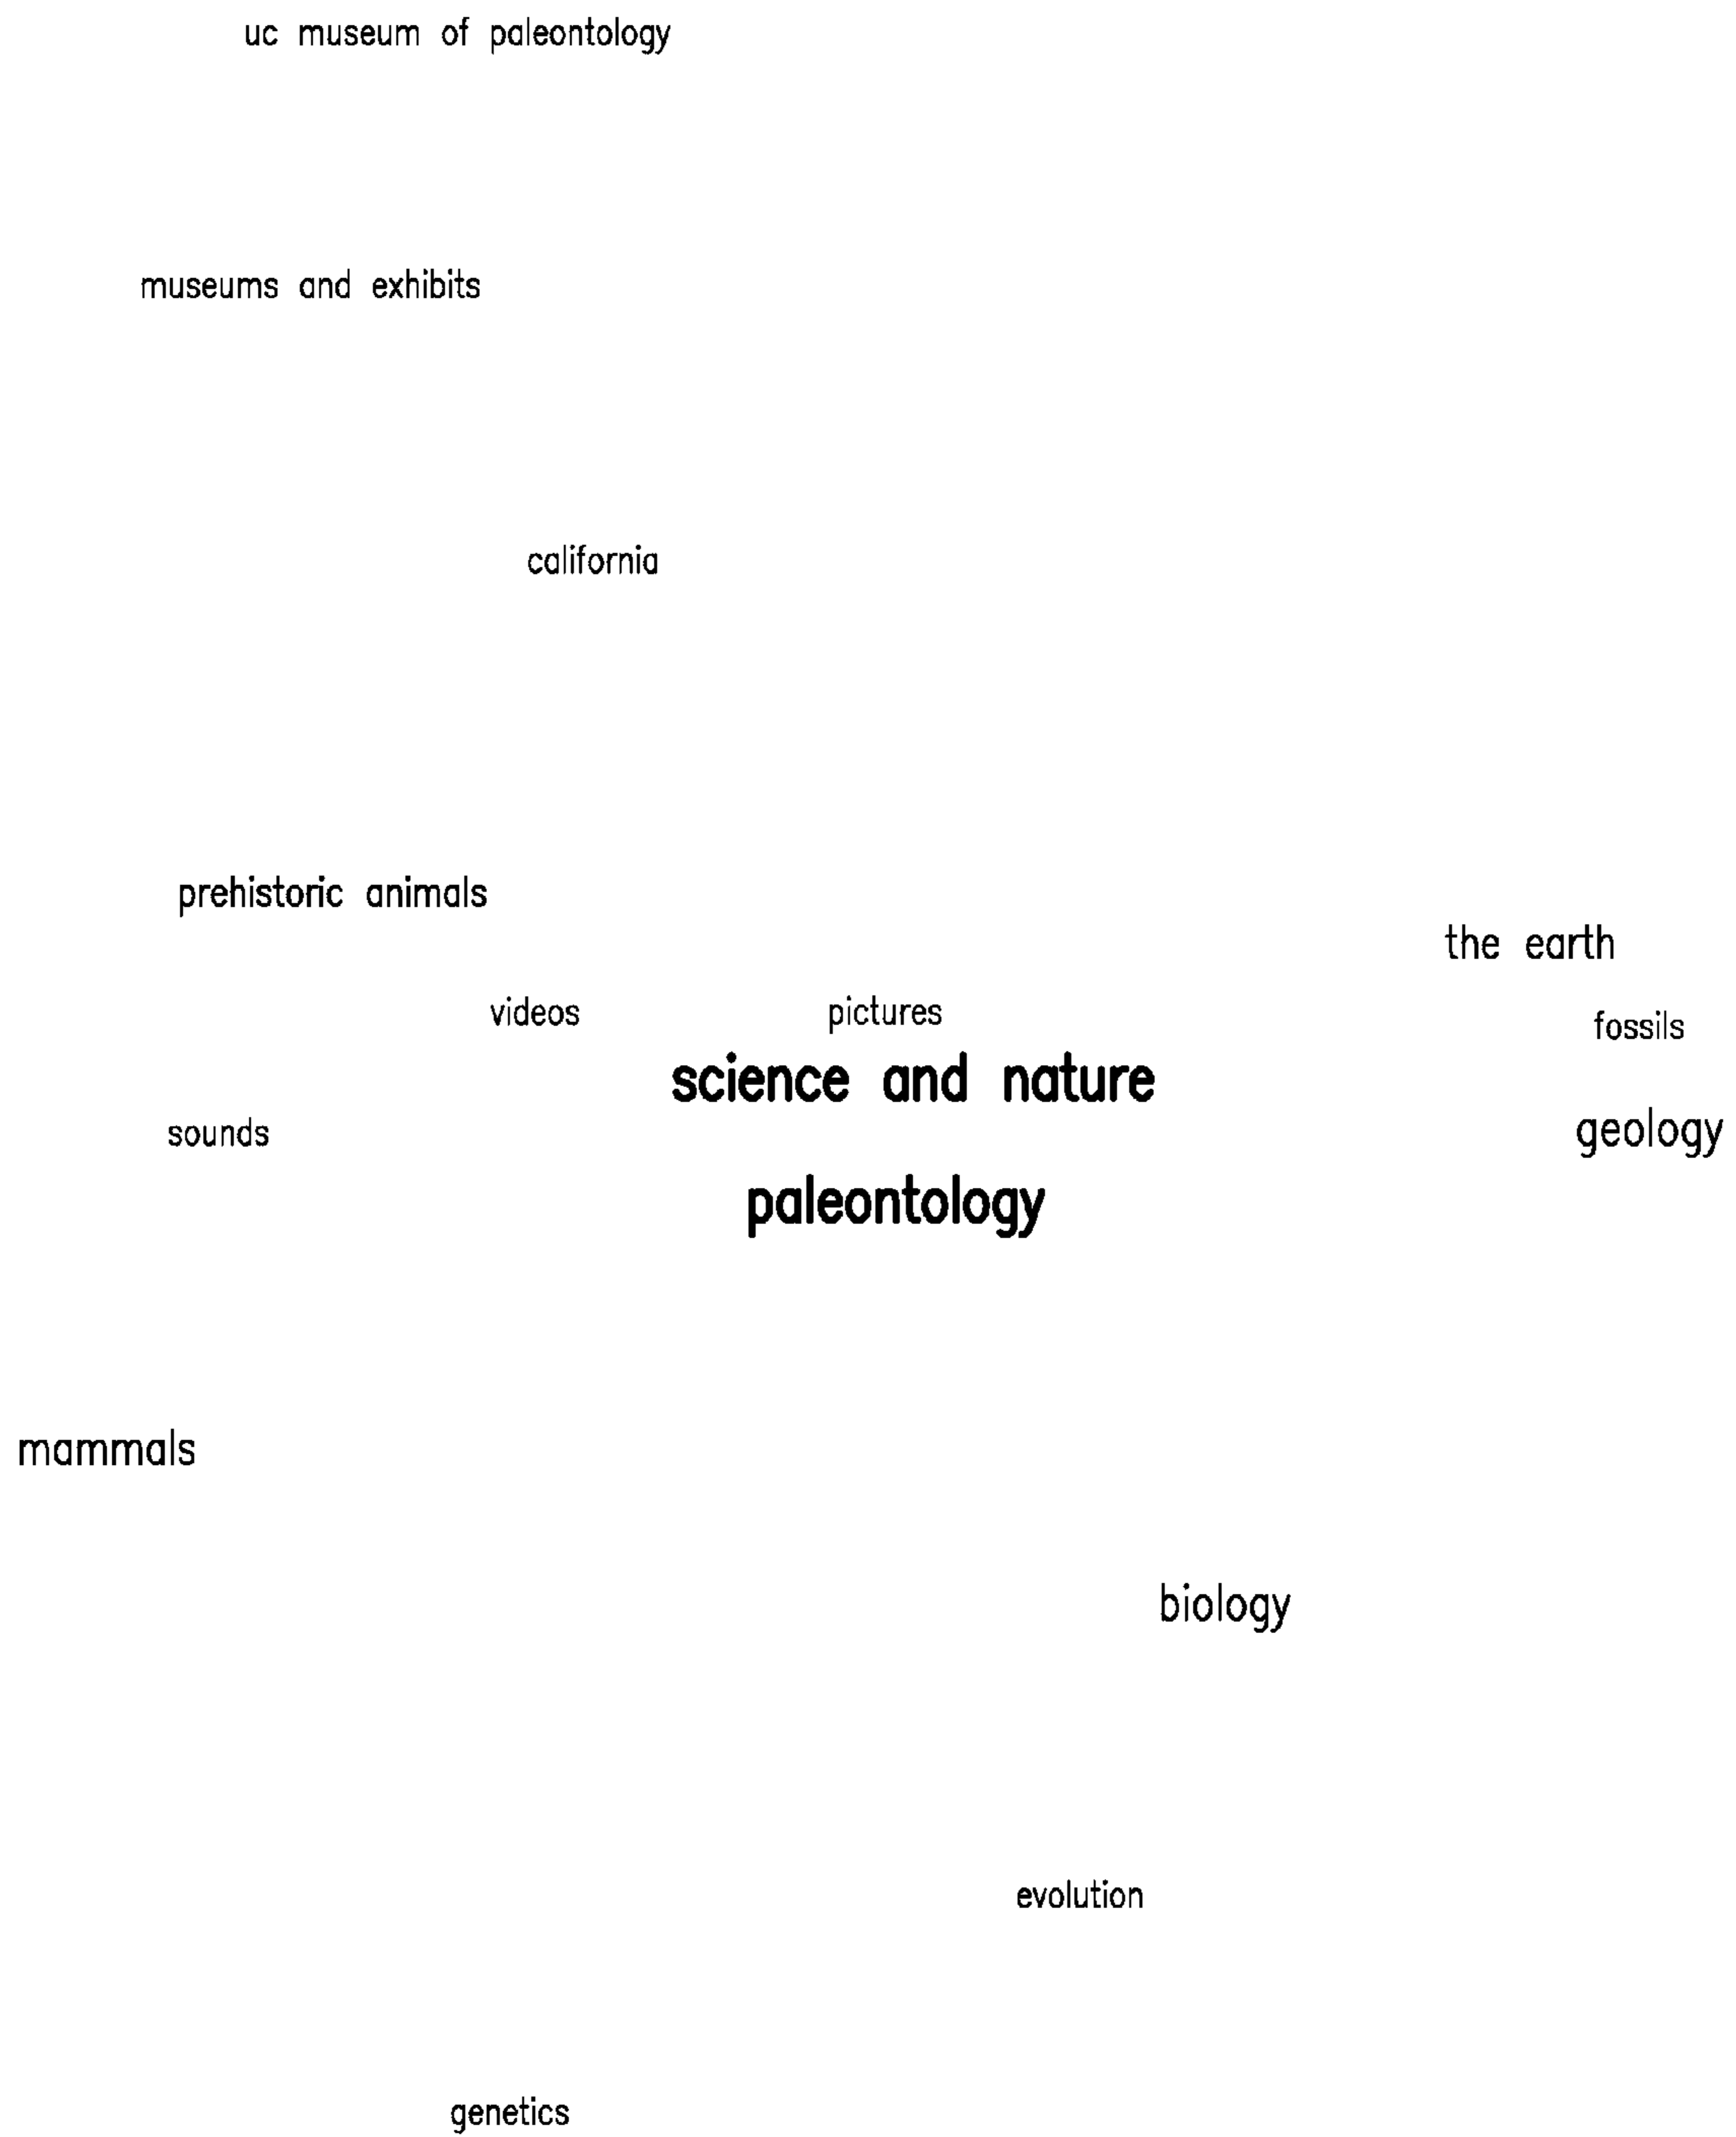 uc museum of paleontology
museums and exhibits
california
prehistoric animals
the earth
videos
pictures
fossils
science and nature
sounds
geology
paleontology
mammals
biology
evolution
genetics